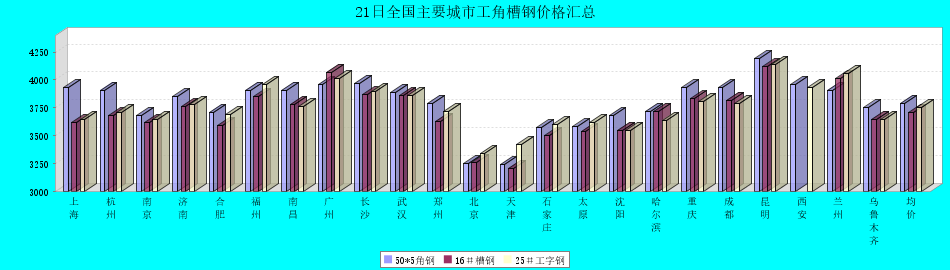 21日全国主要城市工角槽钢价格汇总
4250
4000
3750
3500
3250
3000
上海
杭州
南京
济南
合肥
福州
南昌
广州
长沙
武汉
郑州
北京
天津
石家庄
太原
沈阳
哈尔滨
重庆
成都
昆明
西安
兰州
乌鲁木齐
均价
50*5角钢
16#槽钢
25#工字钢